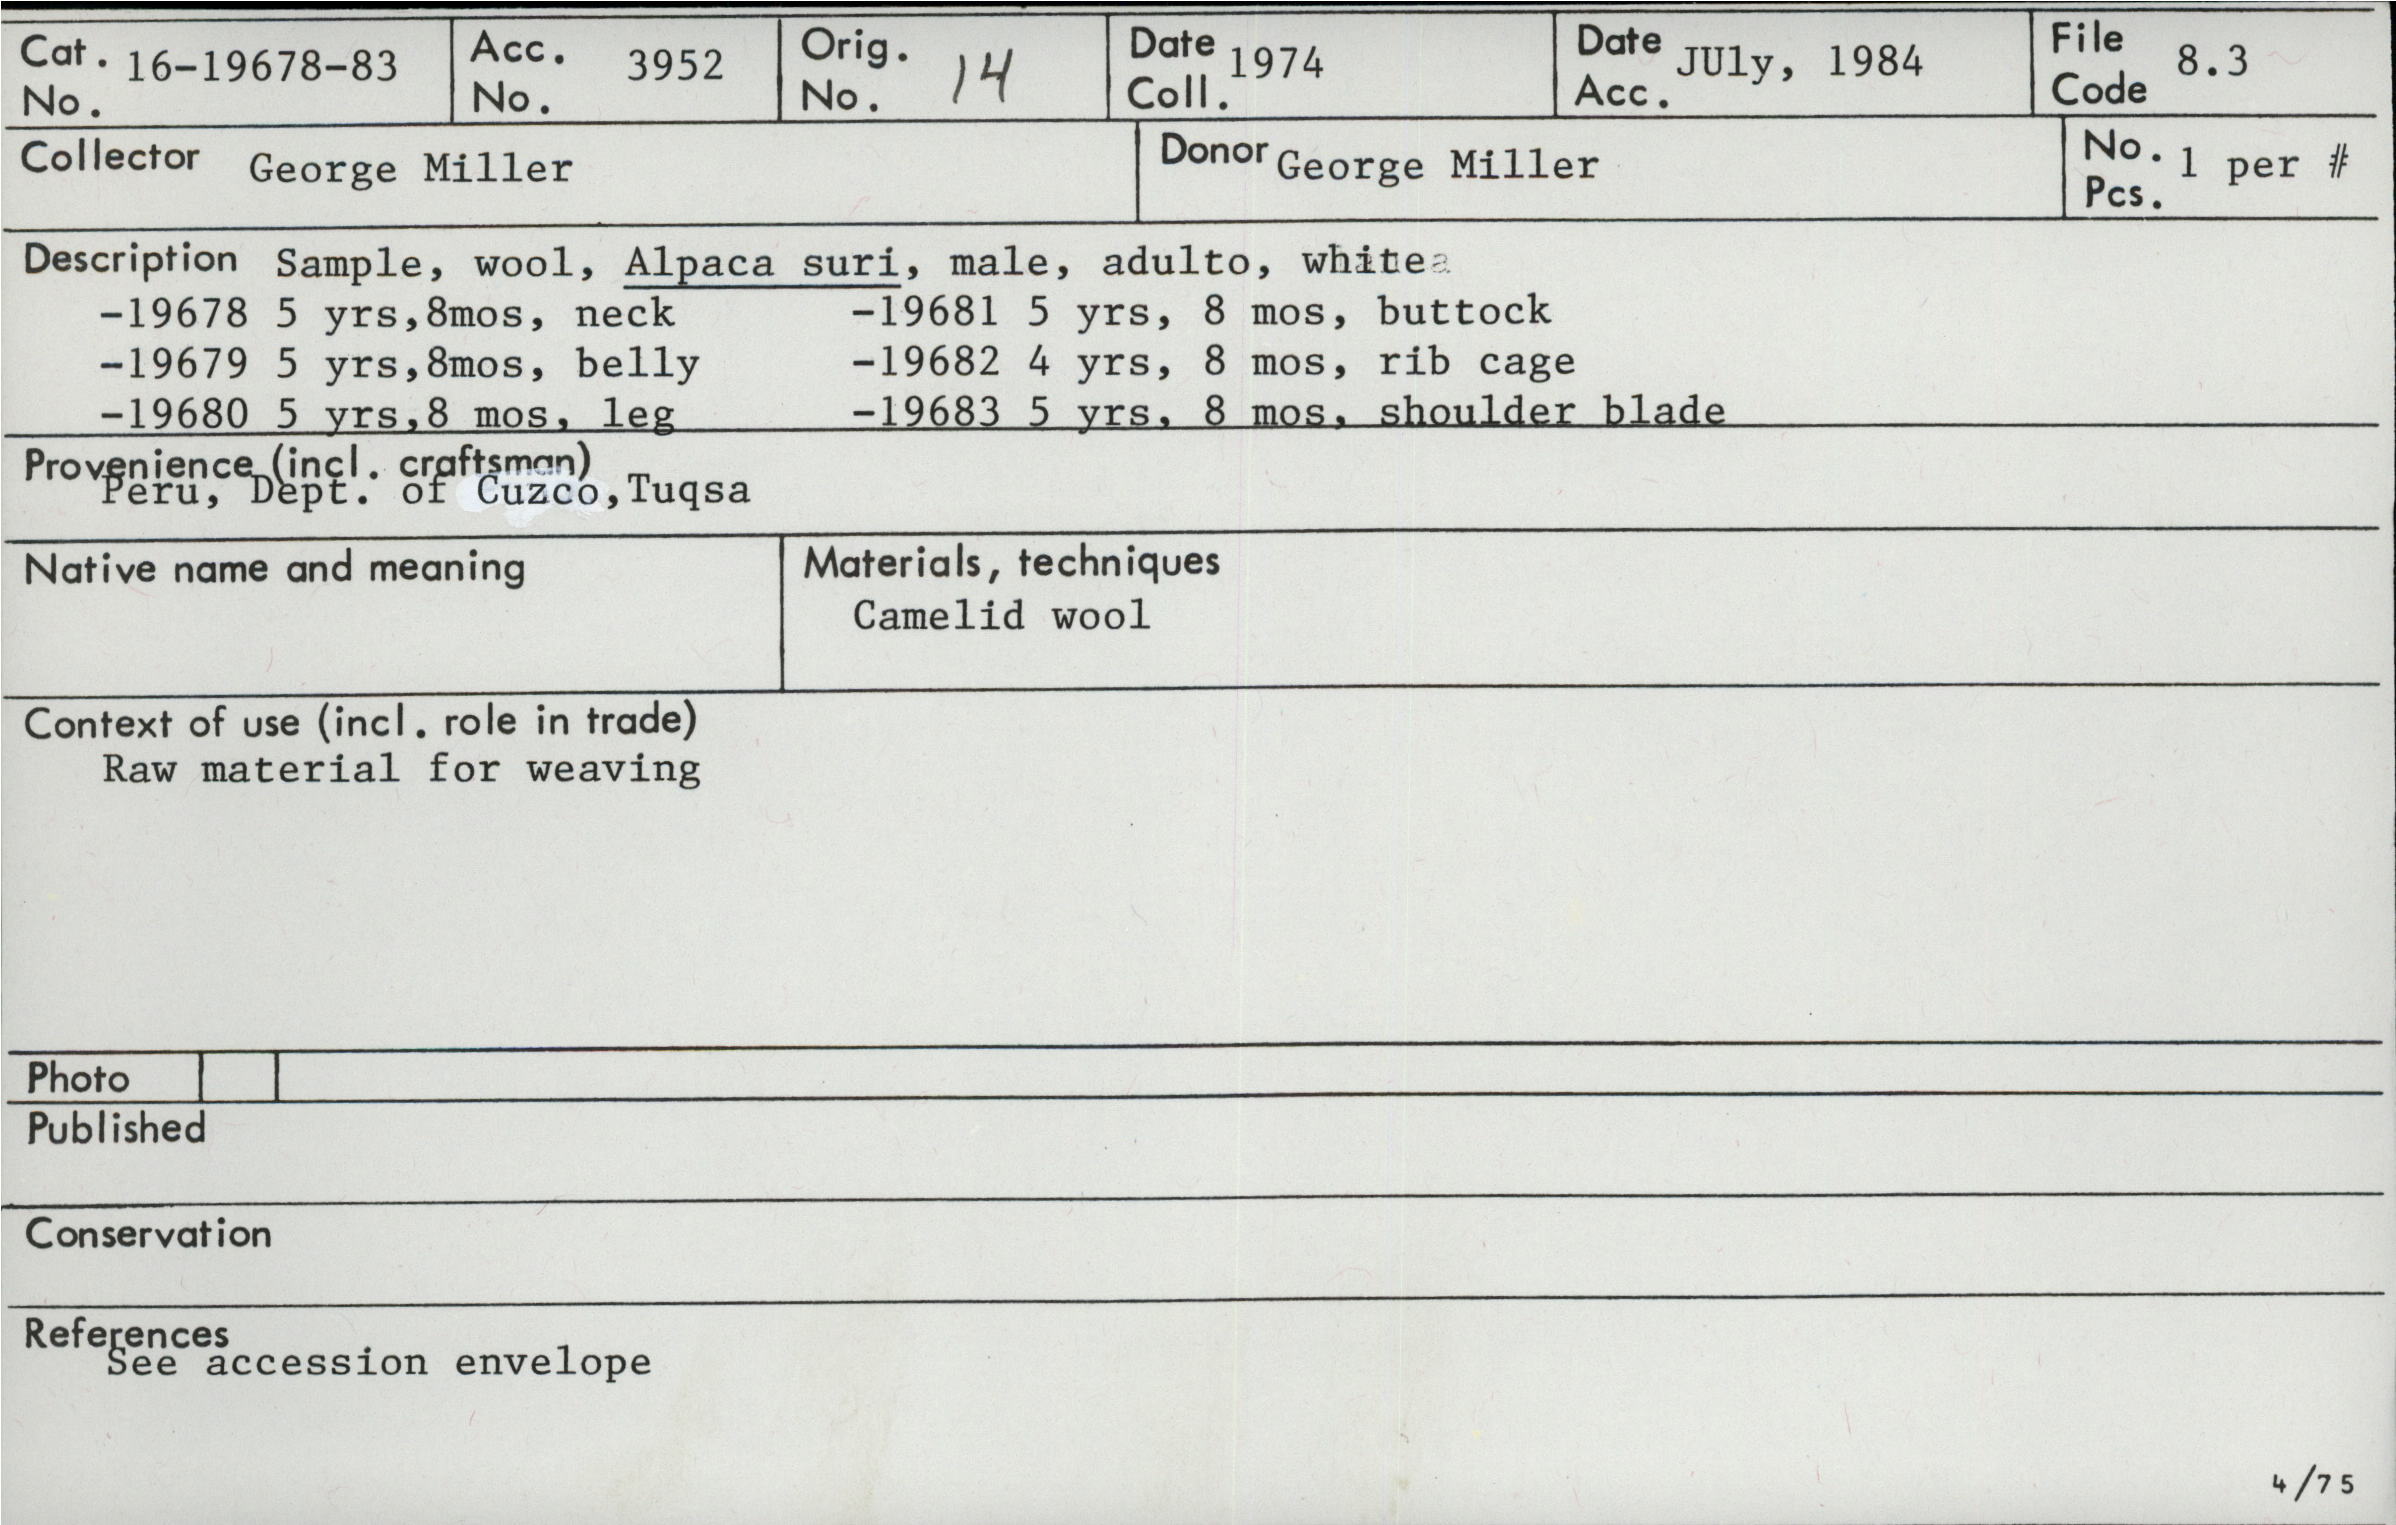 Cat. No. 16-19678-83 Acc. No. 3952 Orig. No. 14 Date Coll. 1974 Date Acc. JUly, 1984 File Code 8.3
Collector George Miller Donor George Miller No. Pcs. 1 per #
Description Sample, wool, Alpaca suri, male, adulto, white
-19678 5 yrs,8mos, neck -19681 5 yrs, 8 mos, buttock
-19679 5 yrs,8mos, belly -19682 4 yrs, 8 mos, rib cage
-19680 5 yrs,8 mos, leg -19683 5 yrs, 8 mos, shoulder blade
Provenience (incl. craftsman)
Peru, Dept. of Cuzco,Tuqsa
Native name and meaning Materials, techniques
Camelid wool
Context of use (incl. role in trade)
Raw material for weaving
Photo
Published
Conservation
References
See accession envelope
4/75